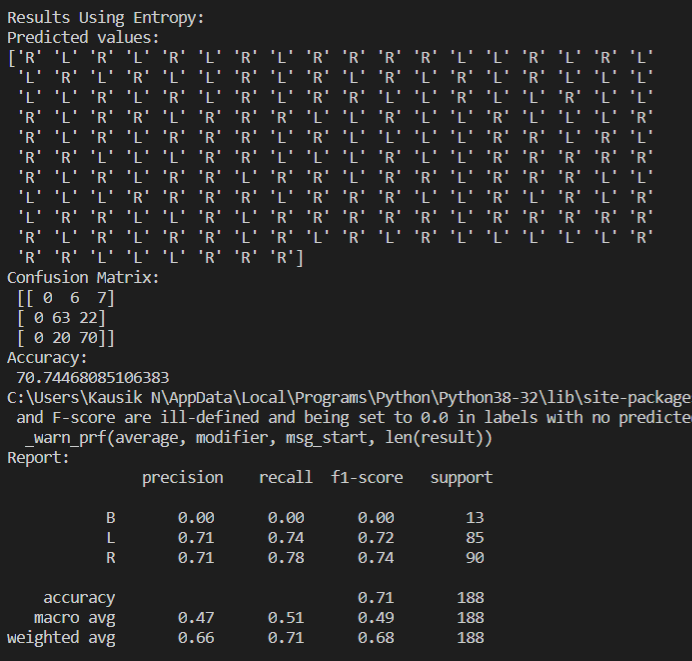 Results Using Entropy:
Predicted values:
['R' 'L' 'R' 'L' 'R' 'L' 'R' 'L' 'R' 'R' 'R' 'R' 'L' 'L' 'R' 'L' 'R' 'L'
'L' 'R' 'L' 'R' 'L' 'L' 'R' 'L' 'R' 'L' 'R' 'L' 'R' 'L' 'R' 'L' 'L' 'L'
'L' 'L' 'R' 'L' 'R' 'L' 'R' 'L' 'R' 'R' 'L' 'L' 'R' 'L' 'L' 'R' 'L' 'L'
'R' 'L' 'R' 'L' 'R' 'R' 'R' 'R' 'L' 'L' 'R' 'L' 'R' 'R' 'L' 'L' 'L' 'R'
'R' 'L' 'R' 'L' 'R' 'R' 'L' 'R' 'L' 'L' 'L' 'L' 'L' 'R' 'R' 'L' 'R' 'L'
'R' 'R' 'L' 'L' 'L' 'R' 'R' 'L' 'L' 'L' 'R' 'L' 'L' 'R' 'R' 'R' 'R' 'R'
'R' 'L' 'R' 'L' 'R' 'R' 'L' 'R' 'R' 'L' 'R' 'R' 'L' 'R' 'R' 'R' 'L' 'L'
'L' 'L' 'L' 'R' 'R' 'R' 'R' 'L' 'R' 'R' 'R' 'L' 'L' 'R' 'L' 'R' 'L' 'R'
'L' 'R' 'R' 'L' 'L' 'R' 'L' 'R' 'R' 'R' 'R' 'R' 'L' 'R' 'R' 'R' 'R' 'R'
'R' 'L' 'R' 'L' 'R' 'R' 'L' 'R' 'L' 'R' 'L' 'R' 'L' 'L' 'L' 'L' 'L' 'R'
'R' 'R' 'L' 'L' 'L' 'R' 'R' 'R']
Confusion Matrix:
[[ 0 6 7]
[ 0 63 22]
[ 0 20 70]]
Accuracy:
70.74468085106383
C:\Users\Kausik N\AppData\Local\Programs\Python\Python38-32\lib\site-package
and F-score are ill-defined and being set to 0.0 in labels with no predicte
_warn_prf(average, modifier, msg_start, len(result))
Report:
precision recall f1-score support
B 0.00 0.00 0.00 13
L 0.71 0.74 0.72 85
R 0.71 0.78 0.74 90
accuracy 0.71 188
macro avg 0.47 0.51 0.49 188
weighted avg 0.66 0.71 0.68 188